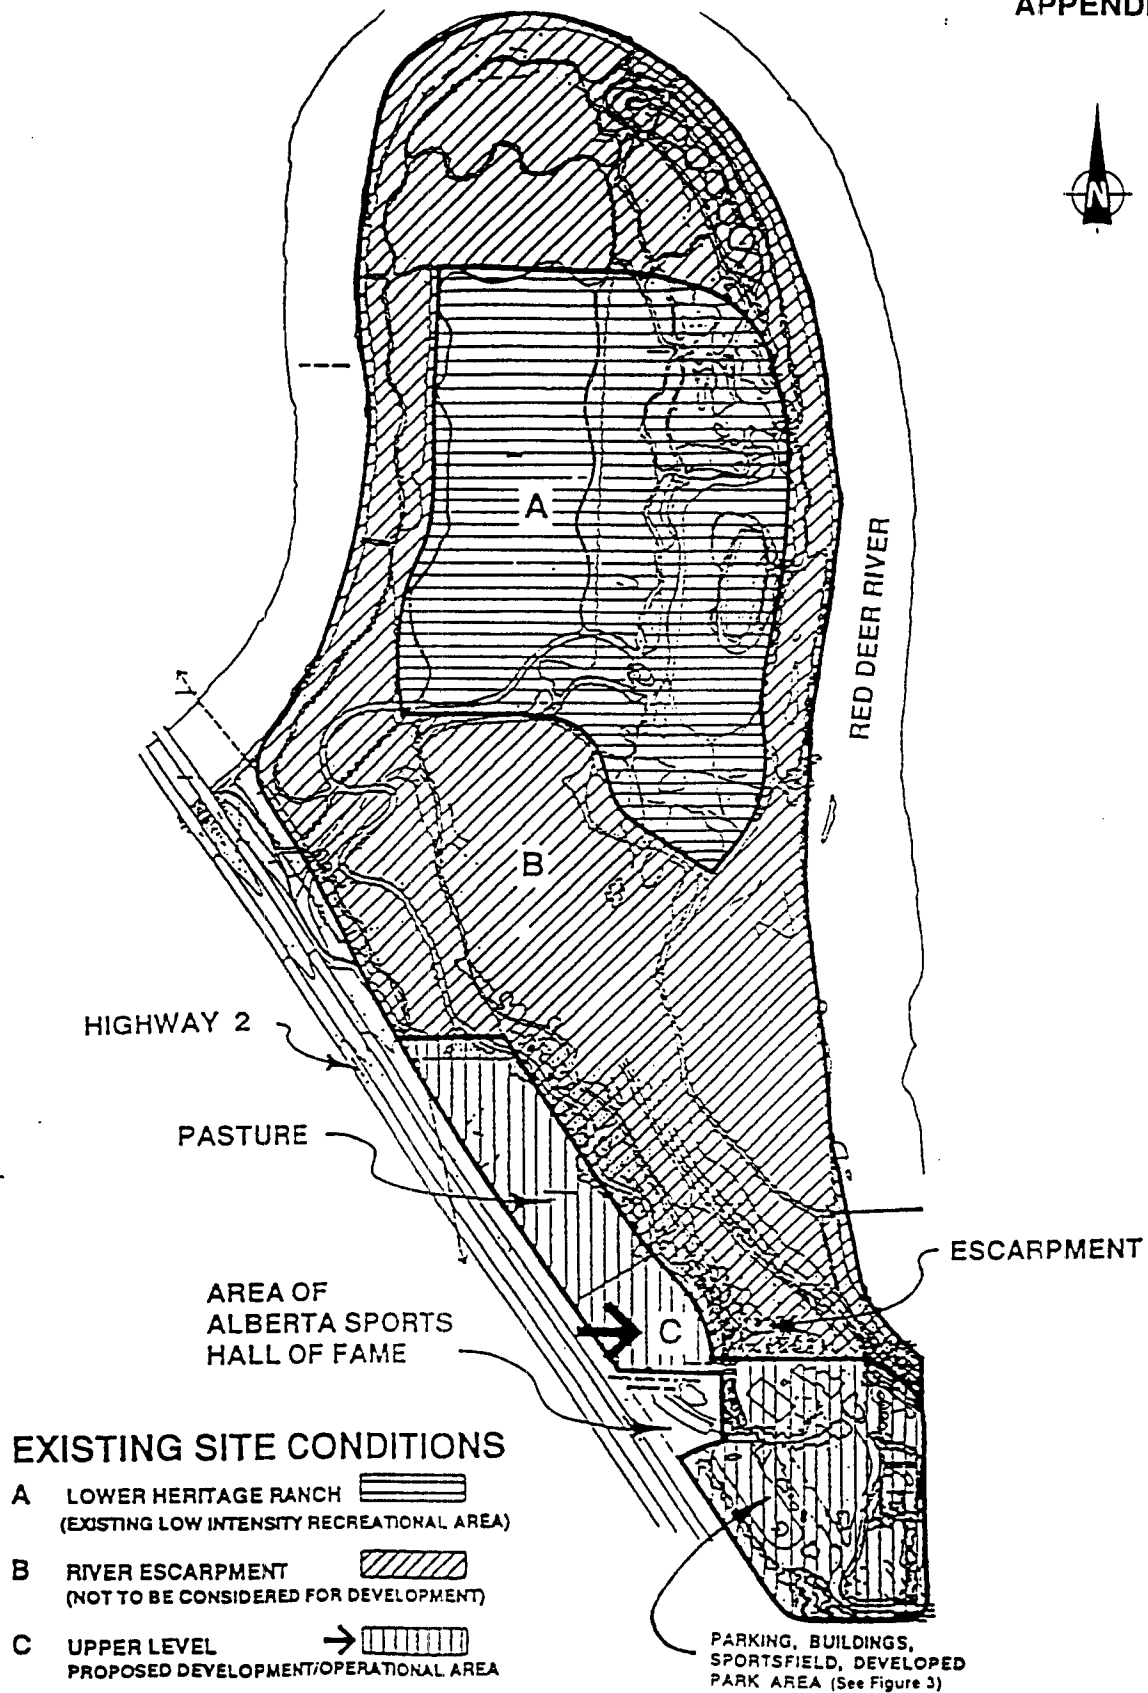 APPENDI
N
A
RED DEER RIVER
B
HIGHWAY 2
PASTURE
ESCARPMENT
AREA OF
ALBERTA SPORTS
HALL OF FAME
C
EXISTING SITE CONDITIONS
A LOWER HERITAGE RANCH
(EXISTING LOW INTENSITY RECREATIONAL AREA)
B RIVER ESCARPMENT
(NOT TO BE CONSIDERED FOR DEVELOPMENT)
C UPPER LEVEL
PROPOSED DEVELOPMENT/OPERATIONAL AREA
PARKING, BUILDINGS,
SPORTSFIELD, DEVELOPED
PARK AREA (See Figure 3)